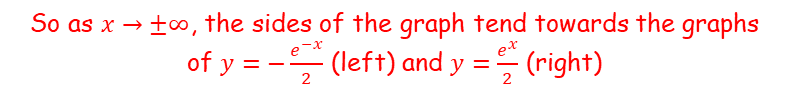 So as x → ±∞, the sides of the graph tend towards the graphs
of y = −e^{−x}/2 (left) and y = e^{x}/2 (right)